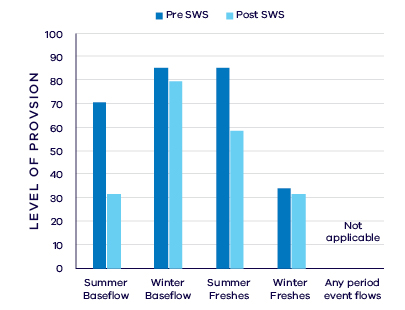 Pre SWS Post SWS
100
90
80
70
60
50
40
30
20
10
0
LEVEL OF PROVSION
Not
applicable
Summer Winter Summer Winter Any period
Baseflow Baseflow Freshes Freshes event flows